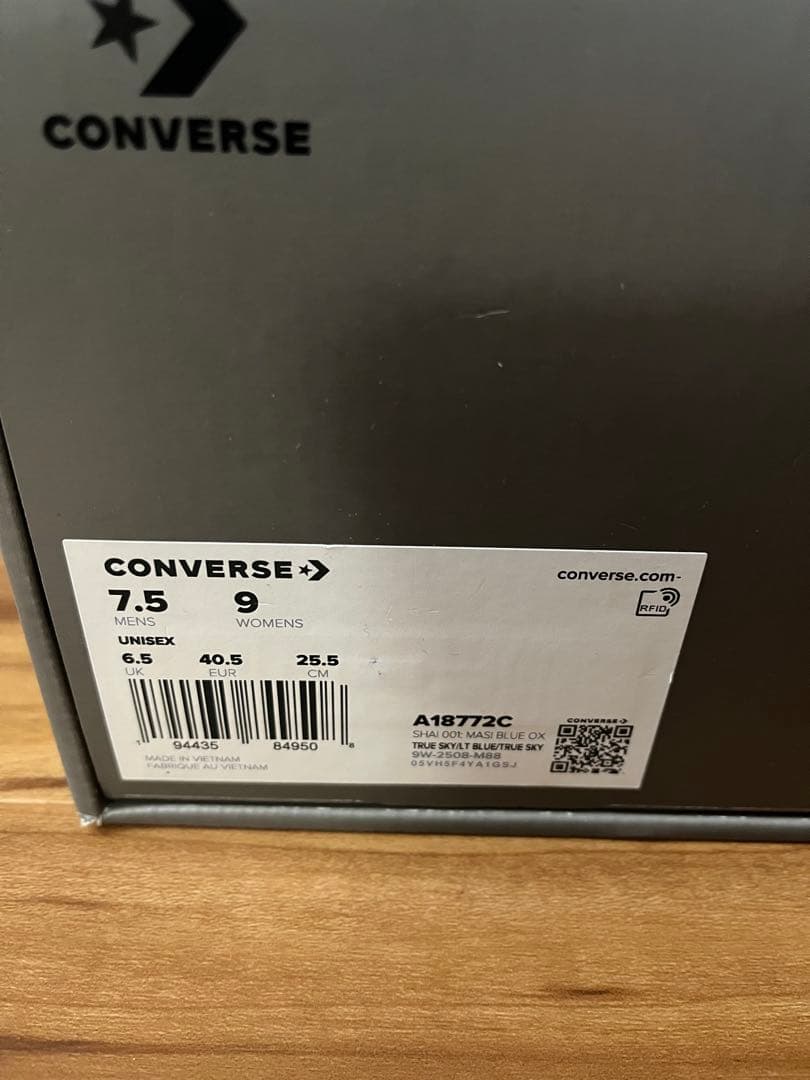 CONVERSE
CONVERSE
converse.com
7.5 9
MENS WOMENS
RFID
UNISEX
6.5 40.5 25.5
UK EUR CM
1 94435 84950 8
MADE IN VIETNAM
FABRIQUE AU VIETNAM
A18772C
SHAI 001: MASI BLUE OX
TRUE SKY/LT BLUE/TRUE SKY
9W-2508-M88
05VH5F4YA1GSJ
CONVERSE